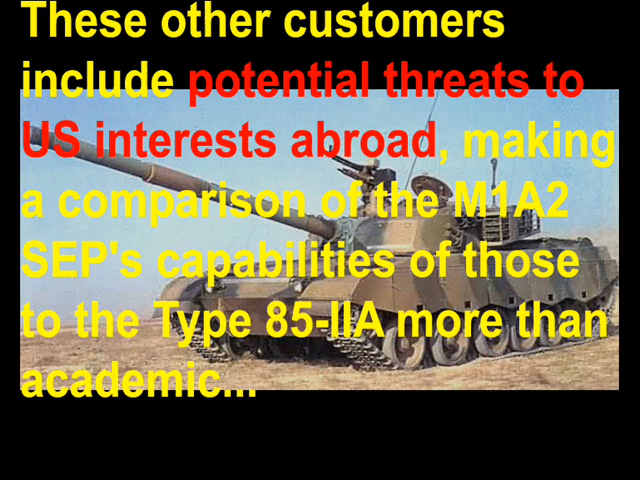 These other customers
include potential threats to
US interests abroad, making
a comparison of the M1A2
SEP's capabilities of those
to the Type 85-IIA more than
academic...